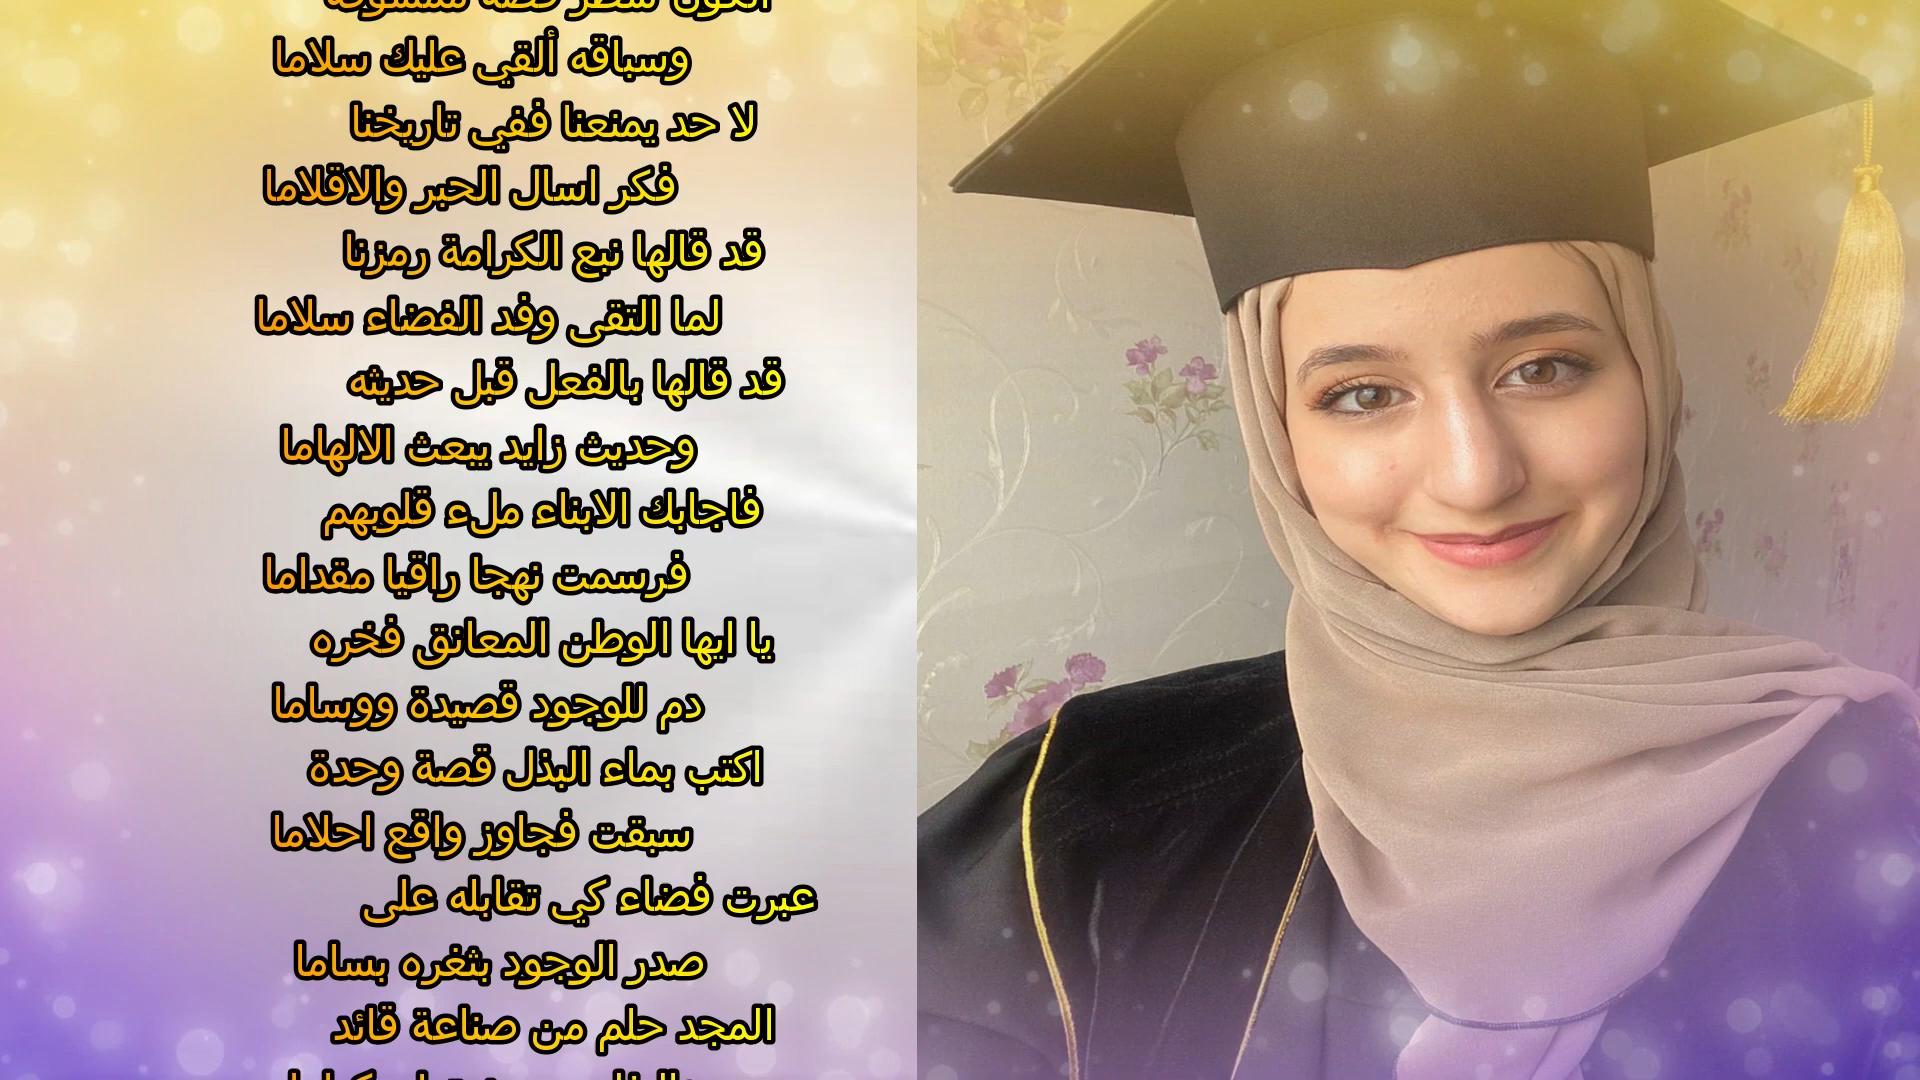 وسباقه ألقي عليك سلاما
لا حد يمنعنا ففي تاريخنا
فكر اسال الحبر والاقلاما
قد قالها نبع الكرامة رمزنا
لما التقى وفد الفضاء سلاما
قد قالها بالفعل قبل حديثه
وحديث زايد يبعث الالهاما
فاجابك الابناء ملء قلوبهم
فرسمت نهجا راقيا مقداما
يا ايها الوطن المعانق فخره
دم للوجود قصيدة ووساما
اكتب بماء البذل قصة وحدة
سبقت فجاوز واقع احلاما
عبرت فضاء كي تقابله على
صدر الوجود بثغره بساما
المجد حلم من صناعة قائد